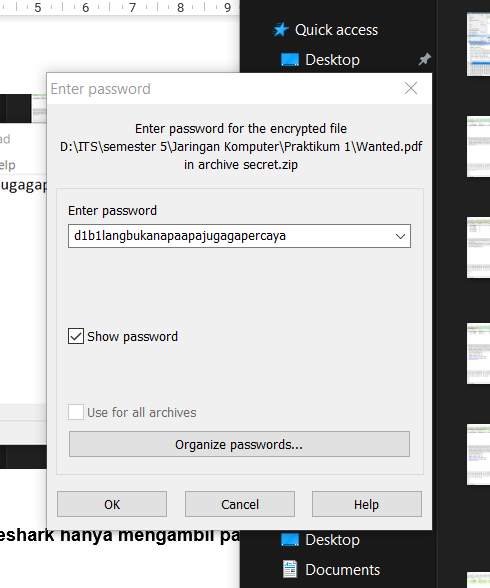 5 6 7 8 9
Quick access
Desktop
Enter password
Enter password for the encrypted file
D:\ITS\semester 5\Jaringan Komputer\Praktikum 1\Wanted.pdf
in archive secret.zip
Enter password
d1b1langbukanapaapajugagapercaya
Show password
Use for all archives
Organize passwords...
OK
Cancel
Help
ad
elp
ugagap
eshark hanya mengambil pa
Desktop
Documents